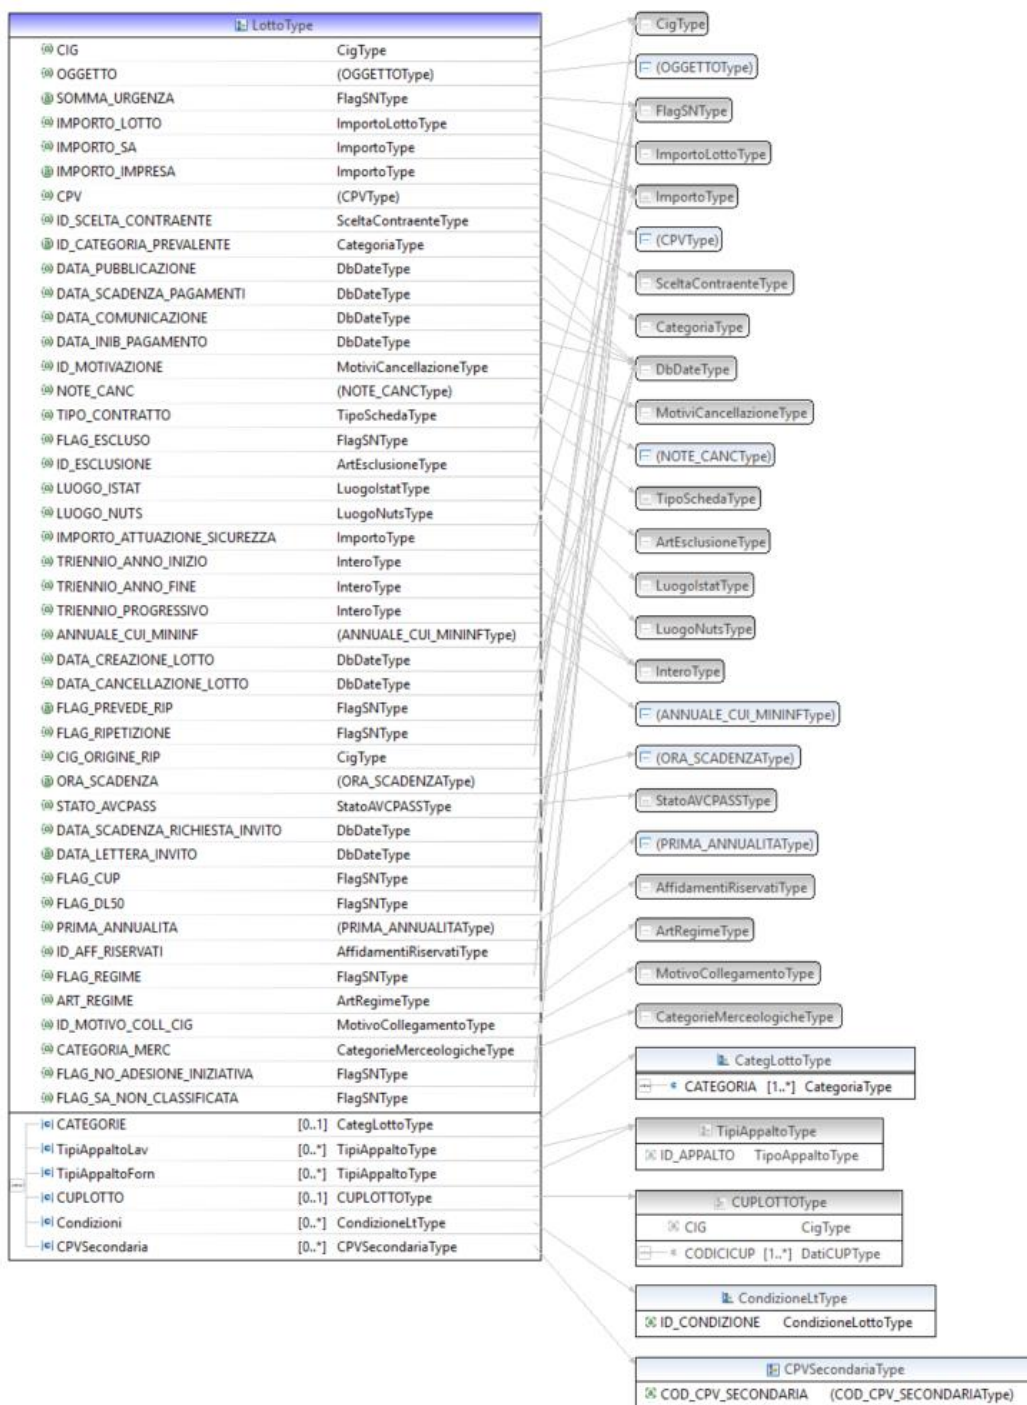 LottoType
CIG CigType
OGGETTO (OGGETTOType)
SOMMA_URGENZA FlagSNType
IMPORTO_LOTTO ImportoLottoType
IMPORTO_SA ImportoType
IMPORTO_IMPRESA ImportoType
CPV (CPVType)
ID_SCELTA_CONTRAENTE SceltaContraenteType
ID_CATEGORIA_PREVALENTE CategoriaType
DATA_PUBBLICAZIONE DbDateType
DATA_SCADENZA_PAGAMENTI DbDateType
DATA_COMUNICAZIONE DbDateType
DATA_INIB_PAGAMENTO DbDateType
ID_MOTIVAZIONE MotiviCancellazioneType
NOTE_CANC (NOTE_CANCType)
TIPO_CONTRATTO TipoSchedaType
FLAG_ESCLUSO FlagSNType
ID_ESCLUSIONE ArtEsclusioneType
LUOGO_ISTAT LuogoIstatType
LUOGO_NUTS LuogoNutsType
IMPORTO_ATTUAZIONE_SICUREZZA ImportoType
TRIENNIO_ANNO_INIZIO InteroType
TRIENNIO_ANNO_FINE InteroType
TRIENNIO_PROGRESSIVO InteroType
ANNUALE_CUI_MININF (ANNUALE_CUI_MININFType)
DATA_CREAZIONE_LOTTO DbDateType
DATA_CANCELLAZIONE_LOTTO DbDateType
FLAG_PREVEDE_RIP FlagSNType
FLAG_RIPETIZIONE FlagSNType
CIG_ORIGINE_RIP CigType
ORA_SCADENZA (ORA_SCADENZAType)
STATO_AVCPASS StatoAVCPASSType
DATA_SCADENZA_RICHIESTA_INVITO DbDateType
DATA_LETTERA_INVITO DbDateType
FLAG_CUP FlagSNType
FLAG_DL50 FlagSNType
PRIMA_ANNUALITA (PRIMA_ANNUALITAType)
ID_AFF_RISERVATI AffidamentiRiservatiType
FLAG_REGIME FlagSNType
ART_REGIME ArtRegimeType
ID_MOTIVO_COLL_CIG MotivoCollegamentoType
CATEGORIA_MERC CategorieMerceologicheType
FLAG_NO_ADESIONE_INIZIATIVA FlagSNType
FLAG_SA_NON_CLASSIFICATA FlagSNType
CATEGORIE [0..1] CategLottoType
TipiAppaltoLav [0..*] TipiAppaltoType
TipiAppaltoForn [0..*] TipiAppaltoType
CUPLOTTO [0..1] CUPLOTTOType
Condizioni [0..*] CondizioneLtType
CPVSecondaria [0..*] CPVSecondariaType
CigType
(OGGETTOType)
FlagSNType
ImportoLottoType
ImportoType
(CPVType)
SceltaContraenteType
CategoriaType
DbDateType
MotiviCancellazioneType
(NOTE_CANCType)
TipoSchedaType
ArtEsclusioneType
LuogoIstatType
LuogoNutsType
InteroType
(ANNUALE_CUI_MININFType)
(ORA_SCADENZAType)
StatoAVCPASSType
(PRIMA_ANNUALITAType)
AffidamentiRiservatiType
ArtRegimeType
MotivoCollegamentoType
CategorieMerceologicheType
CategLottoType
CATEGORIA [1..*] CategoriaType
TipiAppaltoType
ID_APPALTO TipoAppaltoType
CUPLOTTOType
CIG CigType
CODICICUP [1..*] DatiCUPType
CondizioneLtType
ID_CONDIZIONE CondizioneLottoType
CPVSecondariaType
COD_CPV_SECONDARIA (COD_CPV_SECONDARIAType)